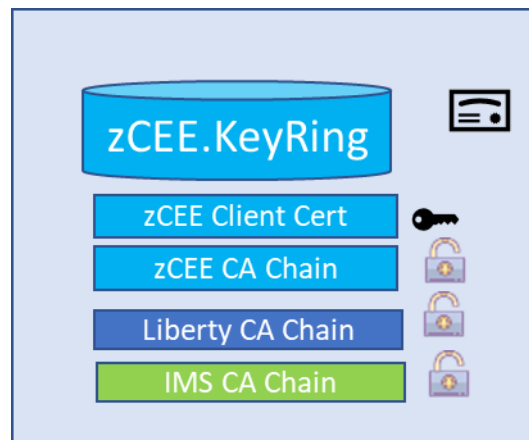 zCEE.KeyRing
zCEE Client Cert
zCEE CA Chain
Liberty CA Chain
IMS CA Chain